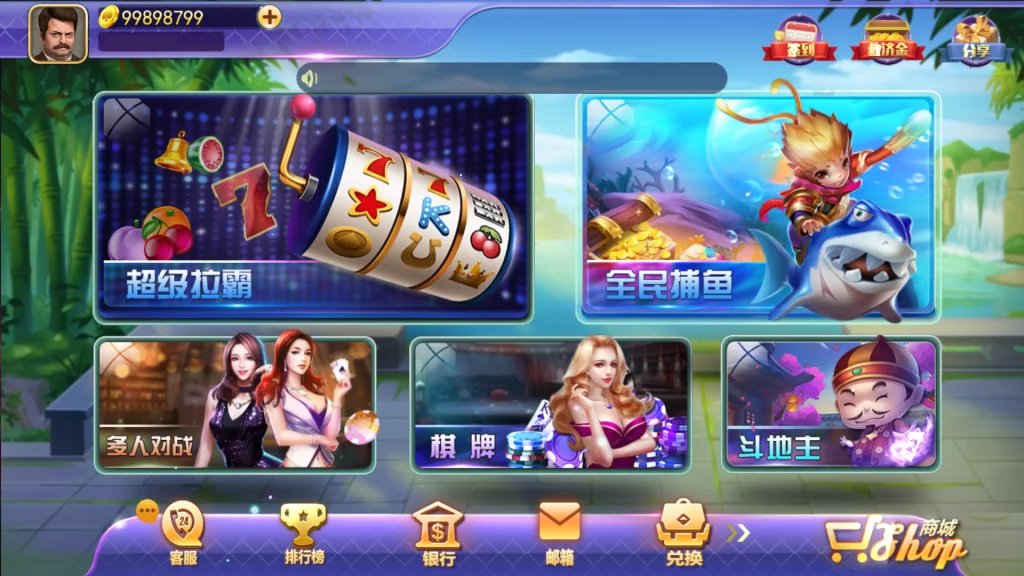 99898799
签到
救济金
分享
超级拉霸
全民捕鱼
多人对战
棋牌
斗地主
24
客服
排行榜
银行
邮箱
兑换
商城
Shop